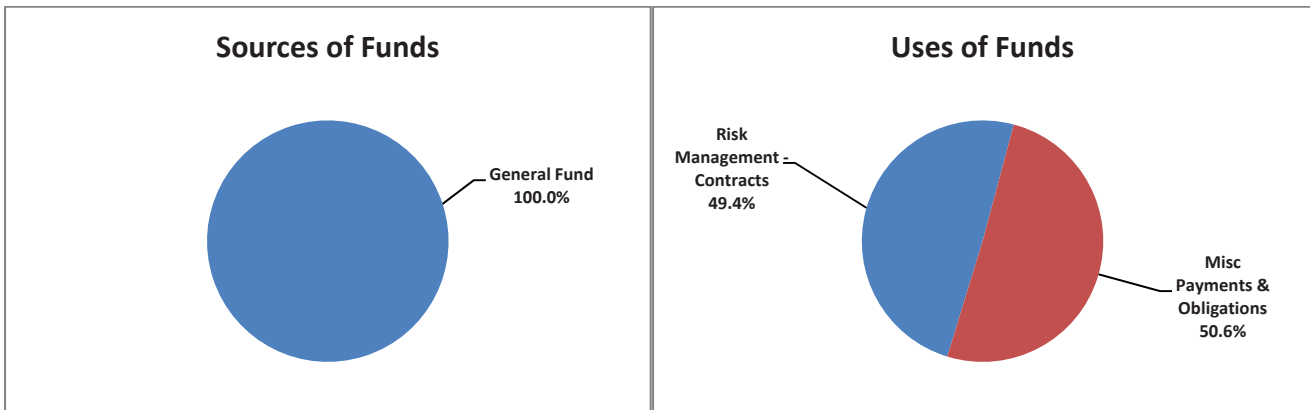 Sources of Funds
General Fund
100.0%
Uses of Funds
Risk
Management -
Contracts
49.4%
Misc
Payments &
Obligations
50.6%